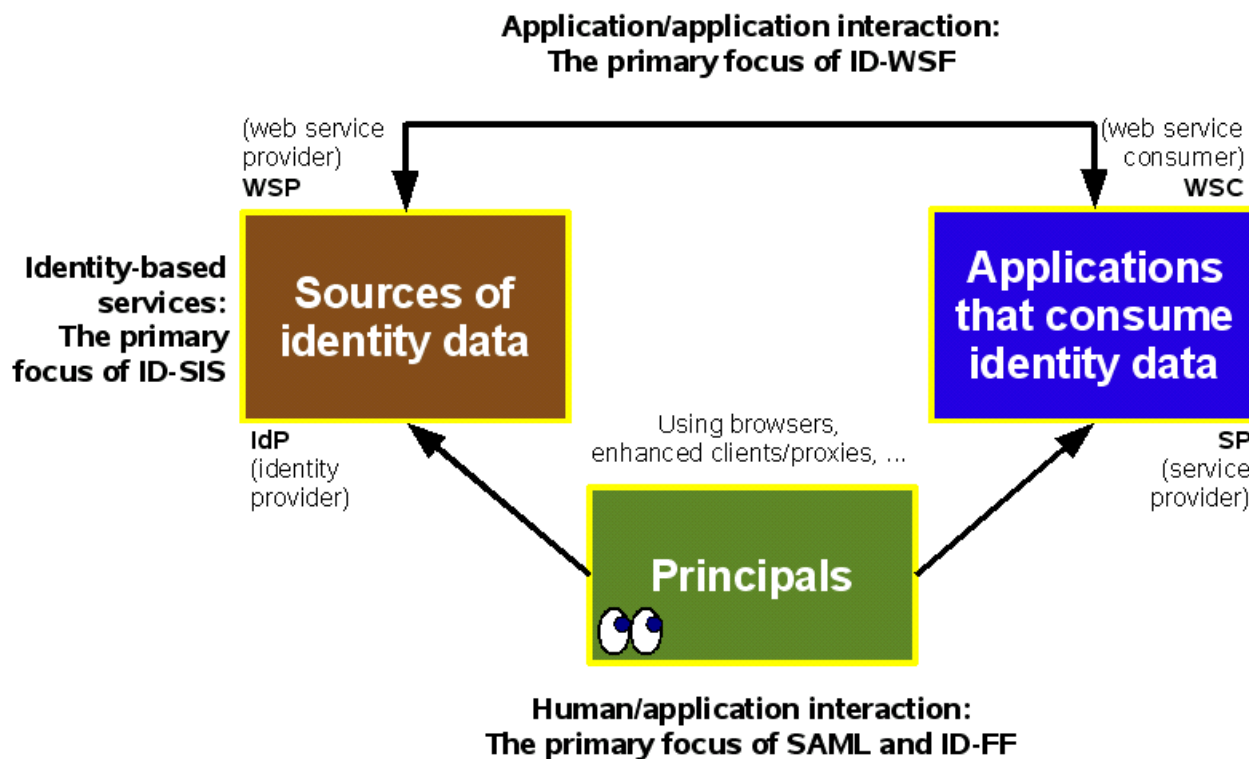 Application/application interaction:
The primary focus of ID-WSF
(web service
provider)
WSP
(web service
consumer)
WSC
Identity-based
services:
The primary
focus of ID-SIS
Sources of
identity data
Applications
that consume
identity data
IdP
(identity
provider)
Using browsers,
enhanced clients/proxies, ...
SP
(service
provider)
Principals
Human/application interaction:
The primary focus of SAML and ID-FF